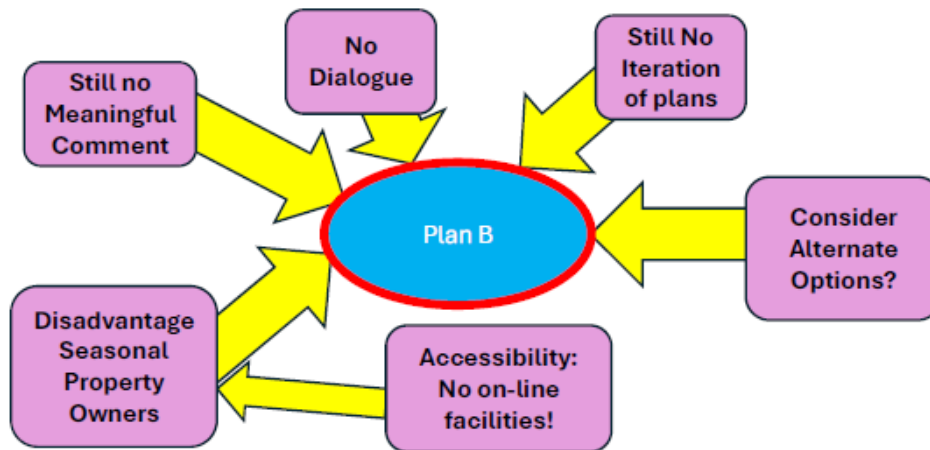 No
Dialogue
Still No
Iteration
of plans
Still no
Meaningful
Comment
Plan B
Consider
Alternate
Options?
Disadvantage
Seasonal
Property
Owners
Accessibility:
No on-line
facilities!